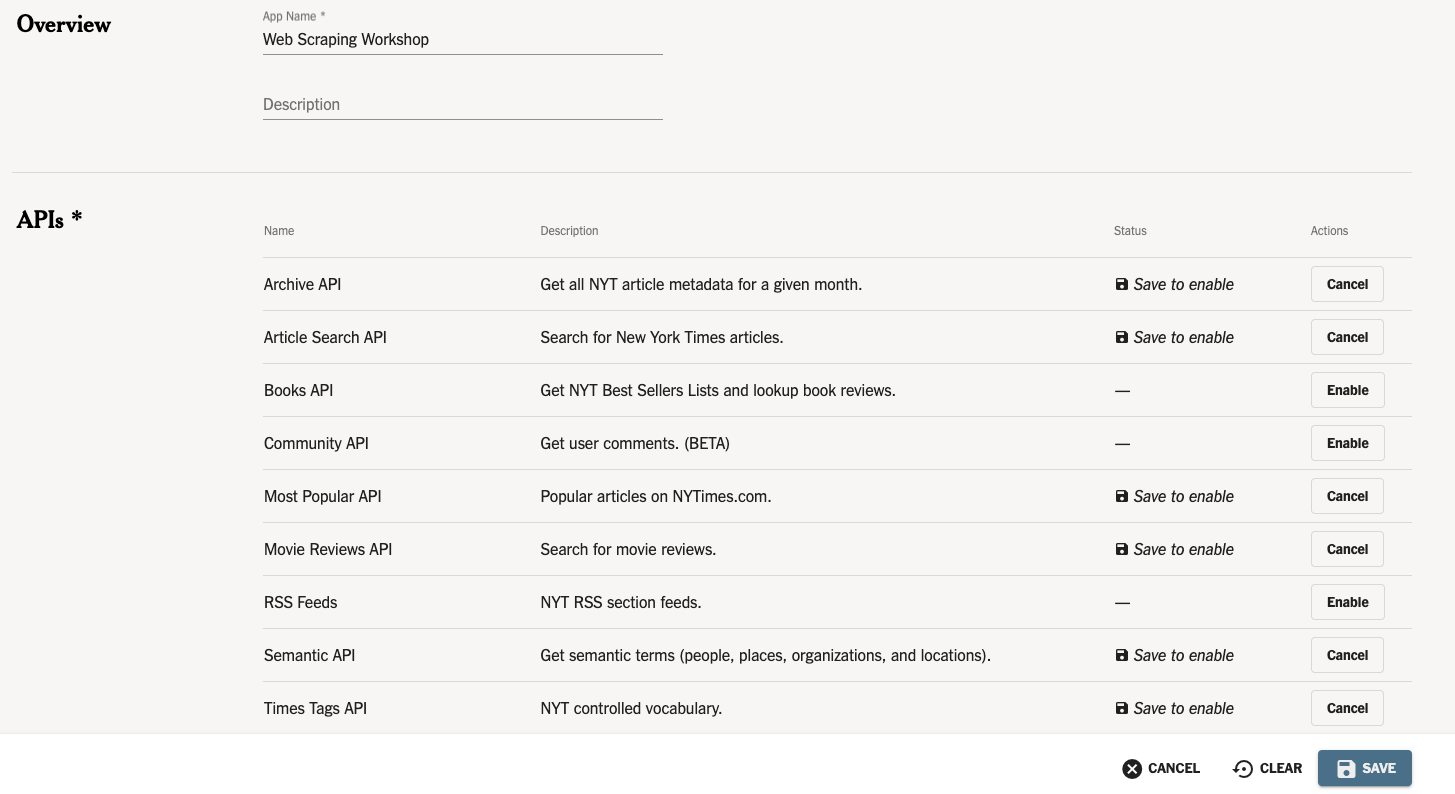 Overview
App Name *
Web Scraping Workshop
Description
APIs *
Name Description Status Actions
Archive API Get all NYT article metadata for a given month. Save to enable Cancel
Article Search API Search for New York Times articles. Save to enable Cancel
Books API Get NYT Best Sellers Lists and lookup book reviews. — Enable
Community API Get user comments. (BETA) — Enable
Most Popular API Popular articles on NYTimes.com. Save to enable Cancel
Movie Reviews API Search for movie reviews. Save to enable Cancel
RSS Feeds NYT RSS section feeds. — Enable
Semantic API Get semantic terms (people, places, organizations, and locations). Save to enable Cancel
Times Tags API NYT controlled vocabulary. Save to enable Cancel
CANCEL CLEAR SAVE